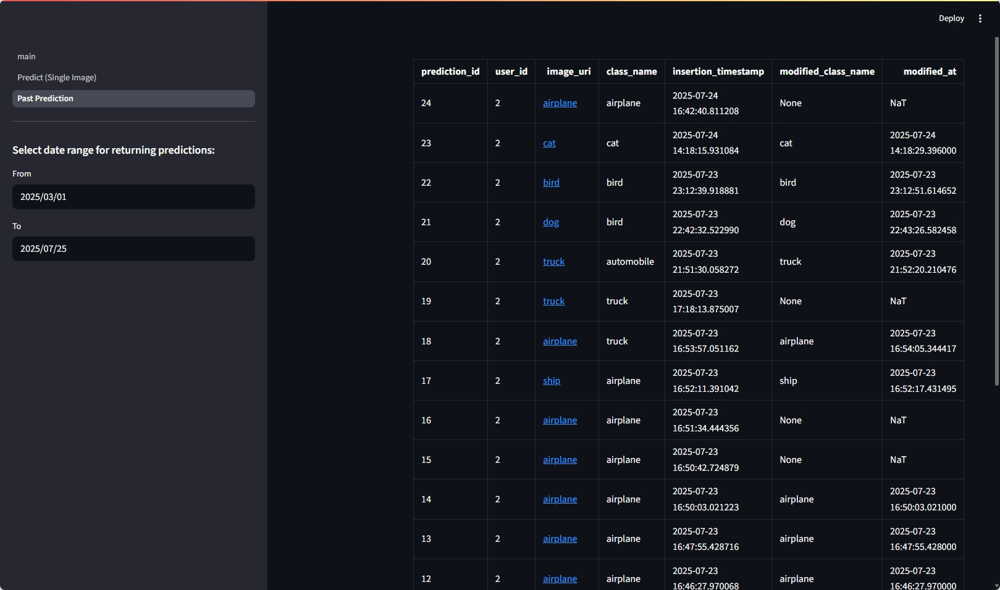 Deploy
main
Predict (Single Image)
Past Prediction
Select date range for returning predictions:
From
2025/03/01
To
2025/07/25
prediction_id user_id image_uri class_name insertion_timestamp modified_class_name modified_at
24 2 airplane airplane 2025-07-24 16:42:40.811208 None NaT
23 2 cat cat 2025-07-24 14:18:15.931084 cat 2025-07-24 14:18:29.396000
22 2 bird bird 2025-07-23 23:12:39.918881 bird 2025-07-23 23:12:51.614652
21 2 dog bird 2025-07-23 22:42:32.522990 dog 2025-07-23 22:43:26.582458
20 2 truck automobile 2025-07-23 21:51:30.058272 truck 2025-07-23 21:52:20.210476
19 2 truck truck 2025-07-23 17:18:13.875007 None NaT
18 2 airplane truck 2025-07-23 16:53:57.051162 airplane 2025-07-23 16:54:05.344417
17 2 ship airplane 2025-07-23 16:52:11.391042 ship 2025-07-23 16:52:17.431495
16 2 airplane airplane 2025-07-23 16:51:34.444356 None NaT
15 2 airplane airplane 2025-07-23 16:50:42.724879 None NaT
14 2 airplane airplane 2025-07-23 16:50:03.021223 airplane 2025-07-23 16:50:03.021000
13 2 airplane airplane 2025-07-23 16:47:55.428716 airplane 2025-07-23 16:47:55.428000
12 2 airplane airplane 2025-07-23 16:46:27.970068 airplane 2025-07-23 16:46:27.970000